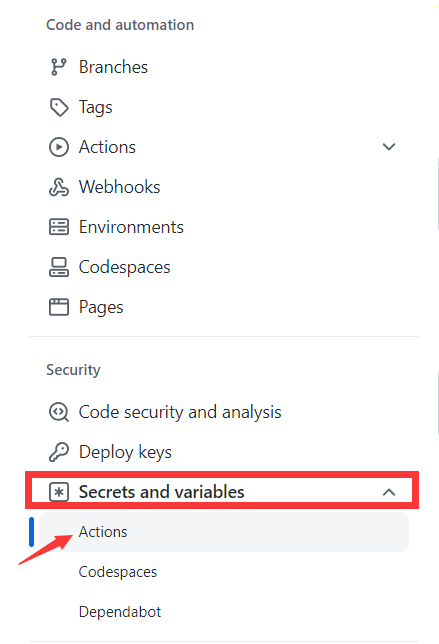 Code and automation
Branches
Tags
Actions
Webhooks
Environments
Codespaces
Pages
Security
Code security and analysis
Deploy keys
Secrets and variables
Actions
Codespaces
Dependabot